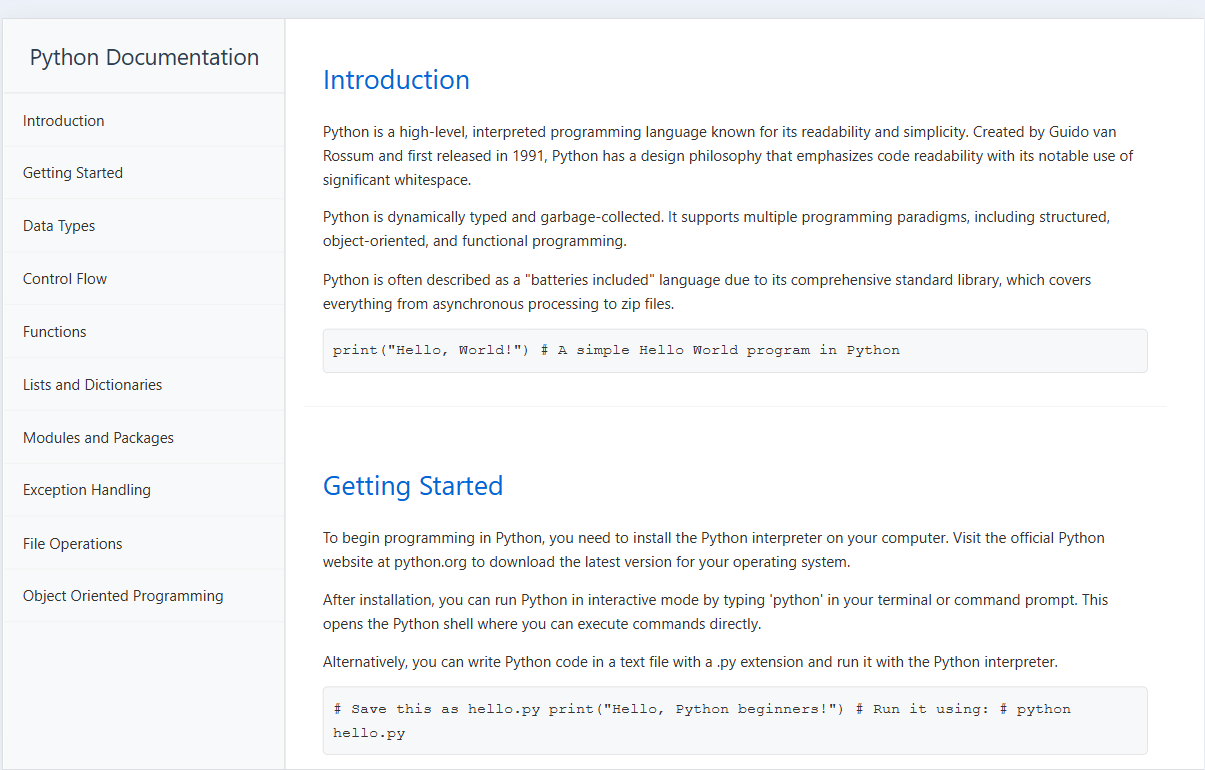 Python Documentation
Introduction
Getting Started
Data Types
Control Flow
Functions
Lists and Dictionaries
Modules and Packages
Exception Handling
File Operations
Object Oriented Programming
Introduction
Python is a high-level, interpreted programming language known for its readability and simplicity. Created by Guido van
Rossum and first released in 1991, Python has a design philosophy that emphasizes code readability with its notable use of
significant whitespace.
Python is dynamically typed and garbage-collected. It supports multiple programming paradigms, including structured,
object-oriented, and functional programming.
Python is often described as a "batteries included" language due to its comprehensive standard library, which covers
everything from asynchronous processing to zip files.
print("Hello, World!") # A simple Hello World program in Python
Getting Started
To begin programming in Python, you need to install the Python interpreter on your computer. Visit the official Python
website at python.org to download the latest version for your operating system.
After installation, you can run Python in interactive mode by typing 'python' in your terminal or command prompt. This
opens the Python shell where you can execute commands directly.
Alternatively, you can write Python code in a text file with a .py extension and run it with the Python interpreter.
# Save this as hello.py print("Hello, Python beginners!") # Run it using: # python
hello.py